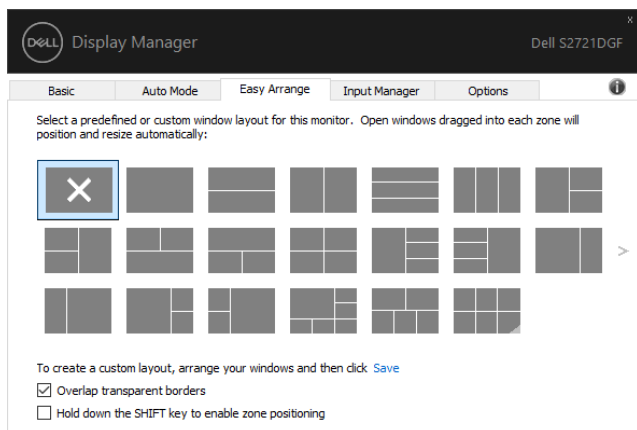 x
DELL Display Manager Dell S2721DGF
Basic Auto Mode Easy Arrange Input Manager Options
Select a predefined or custom window layout for this monitor. Open windows dragged into each zone will
position and resize automatically:
To create a custom layout, arrange your windows and then click Save
Overlap transparent borders
Hold down the SHIFT key to enable zone positioning